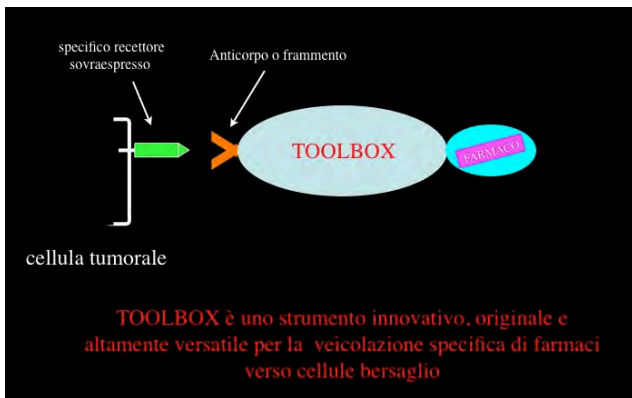 specifico recettore
sovraespresso
Anticorpo o frammento
TOOLBOX
FARMACO
cellula tumorale
TOOLBOX è uno strumento innovativo, originale e
altamente versatile per la veicolazione specifica di farmaci
verso cellule bersaglio